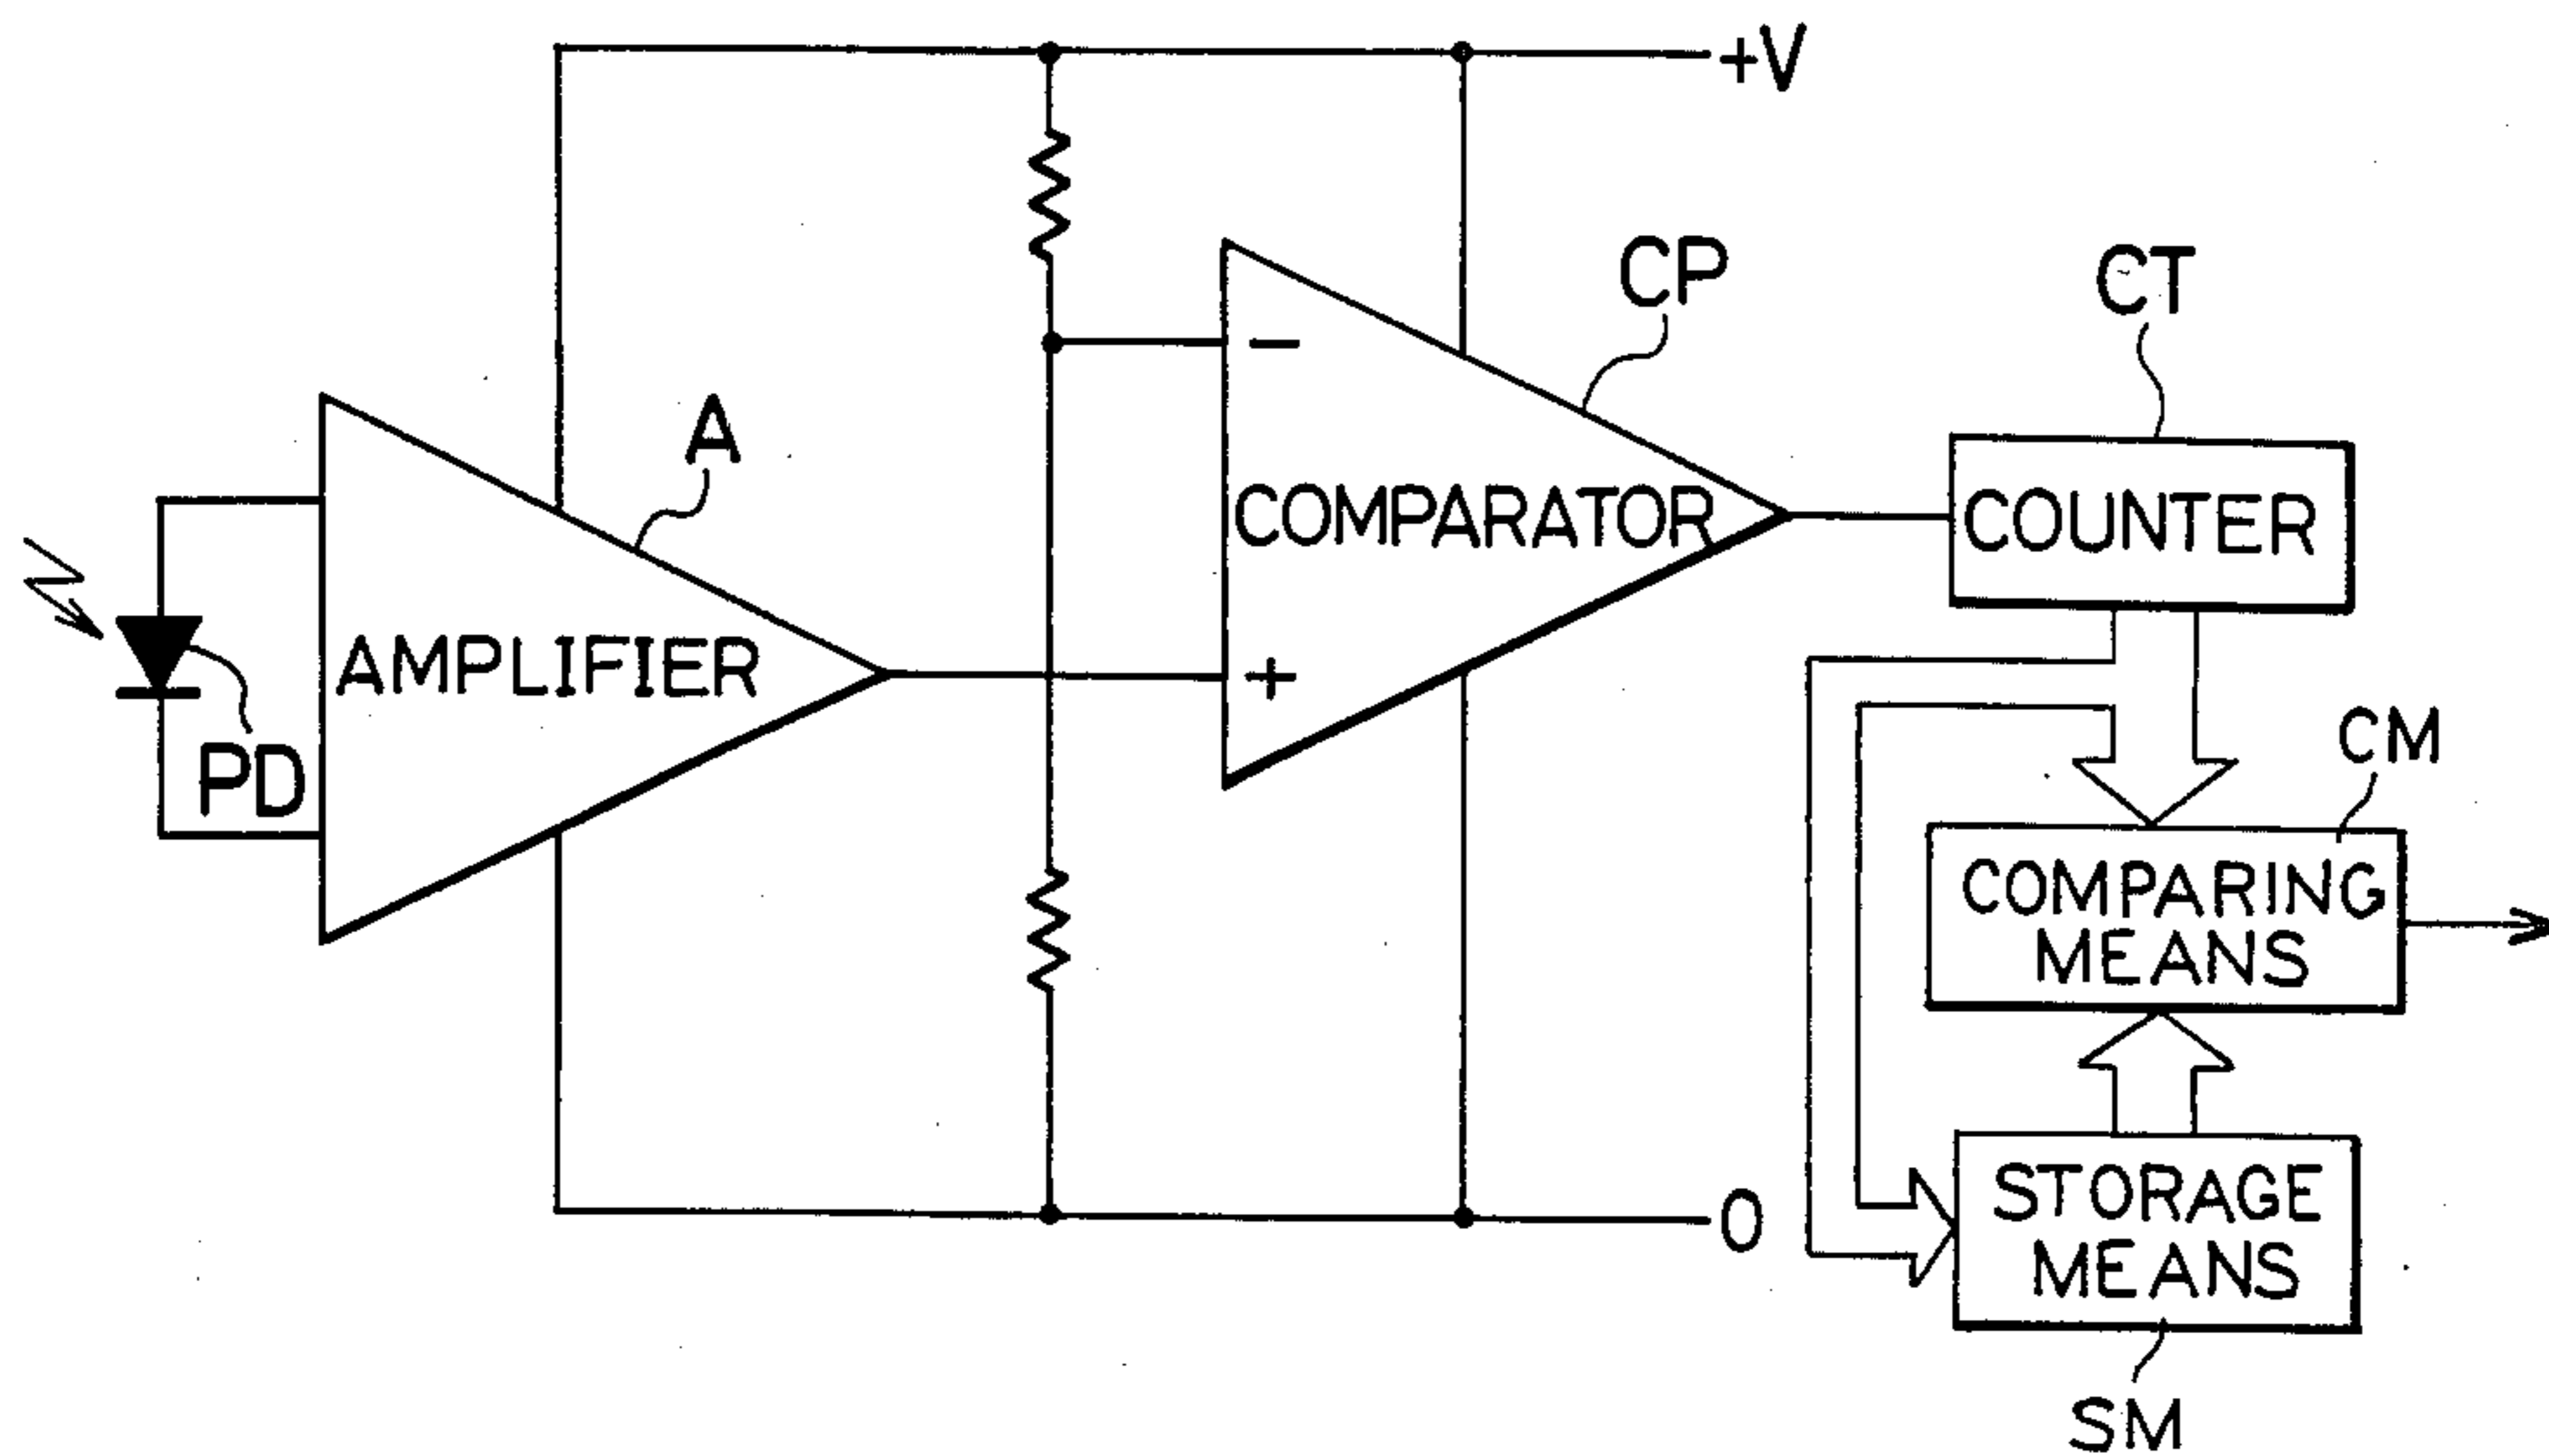 +V
CP
CT
A
−
COMPARATOR
COUNTER
AMPLIFIER
+
PD
CM
COMPARING
MEANS
STORAGE
MEANS
0
SM